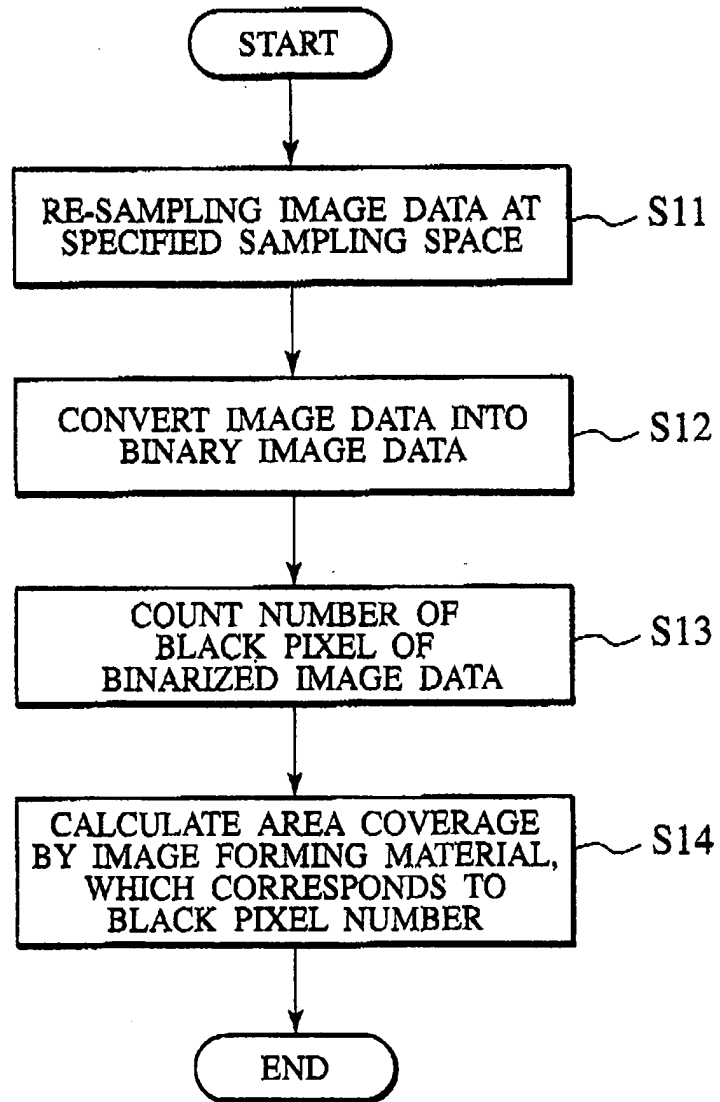 START
RE-SAMPLING IMAGE DATA AT
SPECIFIED SAMPLING SPACE
S11
CONVERT IMAGE DATA INTO
BINARY IMAGE DATA
S12
COUNT NUMBER OF
BLACK PIXEL OF
BINARIZED IMAGE DATA
S13
CALCULATE AREA COVERAGE
BY IMAGE FORMING MATERIAL,
WHICH CORRESPONDS TO
BLACK PIXEL NUMBER
S14
END